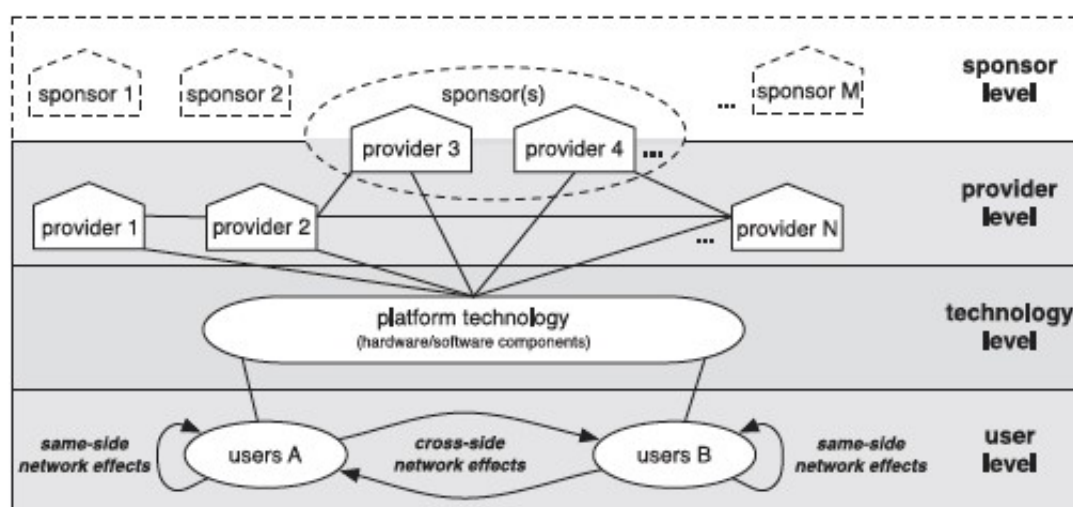 sponsor 1
sponsor 2
sponsor(s)
... sponsor M
sponsor
level
provider 3
provider 4 ...
provider 1
provider 2
... provider N
provider
level
platform technology
(hardware/software components)
technology
level
same-side
network effects
users A
cross-side
network effects
users B
same-side
network effects
user
level